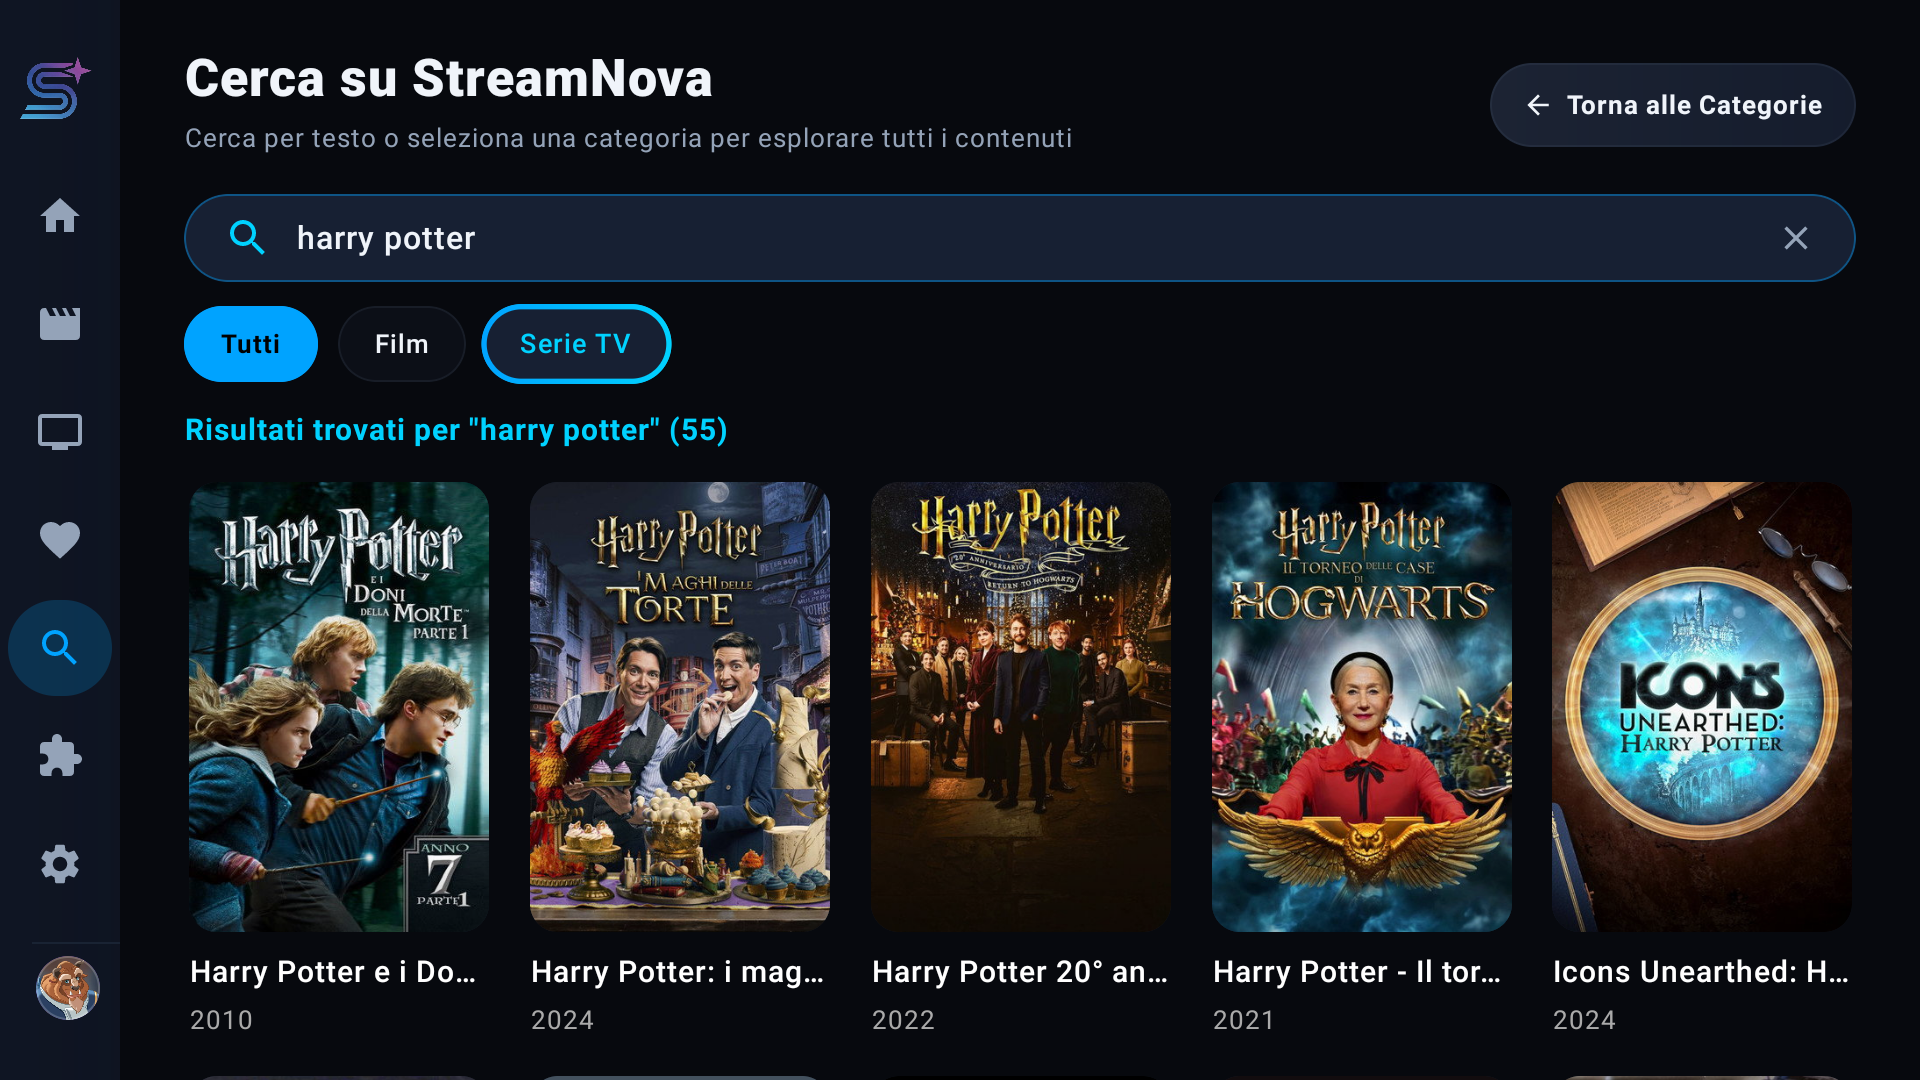 Cerca su StreamNova
Cerca per testo o seleziona una categoria per esplorare tutti i contenuti
Torna alle Categorie
harry potter
Tutti
Film
Serie TV
Risultati trovati per "harry potter" (55)
Harry Potter
E I
DONI
DELLA MORTE™
PARTE 1
ANNO
7
PARTE 1
Harry Potter
I MAGHI DELLE
TORTE
Harry Potter
20° ANNIVERSARIO
RETURN TO HOGWARTS
Harry Potter
IL TORNEO DELLE CASE
DI
HOGWARTS
ICONS
UNEARTHED:
HARRY POTTER
Harry Potter e i Do...
Harry Potter: i mag...
Harry Potter 20° an...
Harry Potter - Il tor...
Icons Unearthed: H...
2010
2024
2022
2021
2024